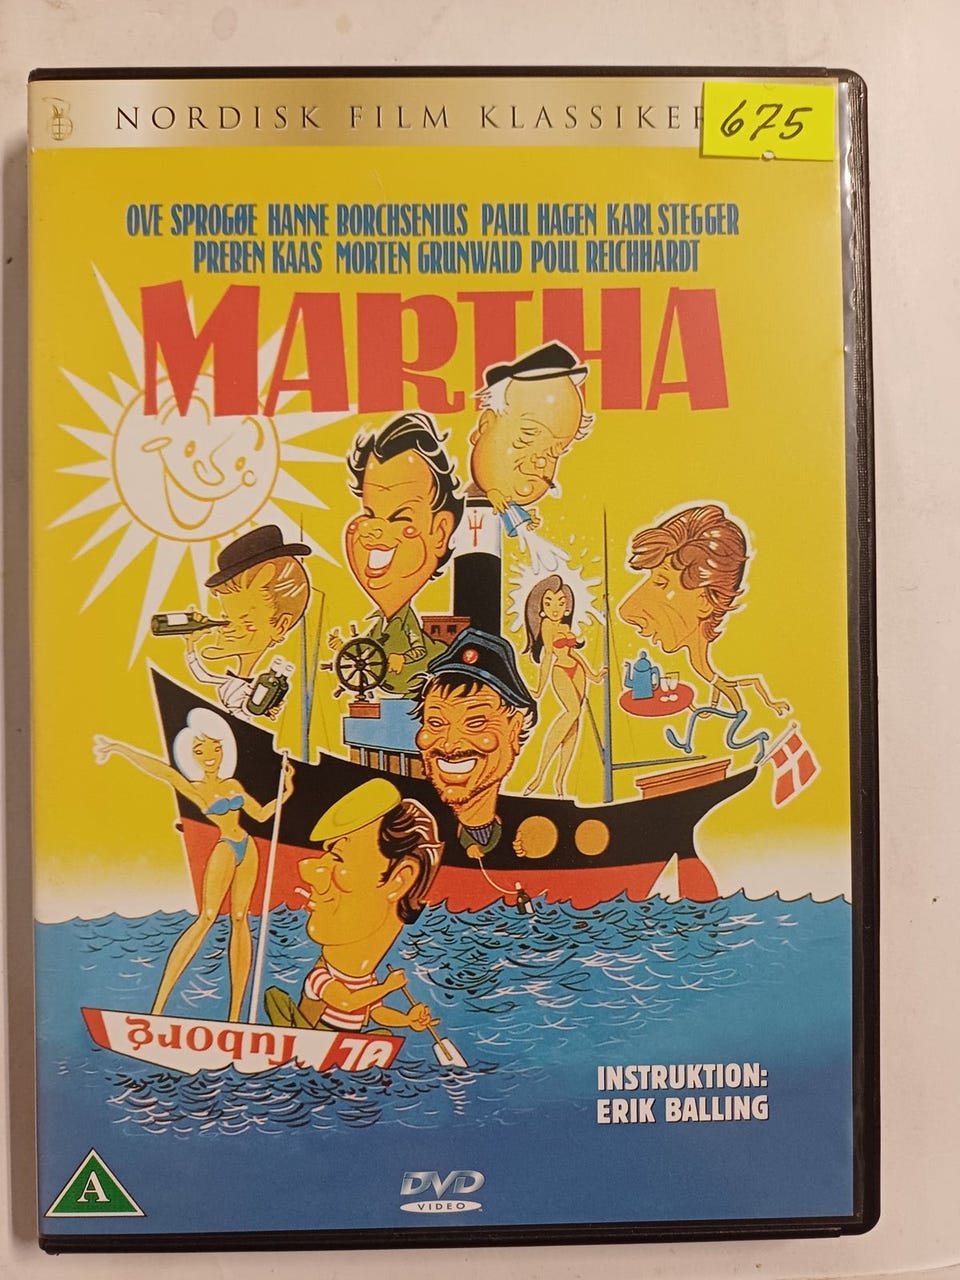 NORDISK FILM KLASSIKER
675
OVE SPROGØE HANNE BORCHSENIUS PAUL HAGEN KARL STEGGER
PREBEN KAAS MORTEN GRUNWALD POUL REICHHARDT
MARTHA
Tuborg
INSTRUKTION:
ERIK BALLING
A
DVD
VIDEO